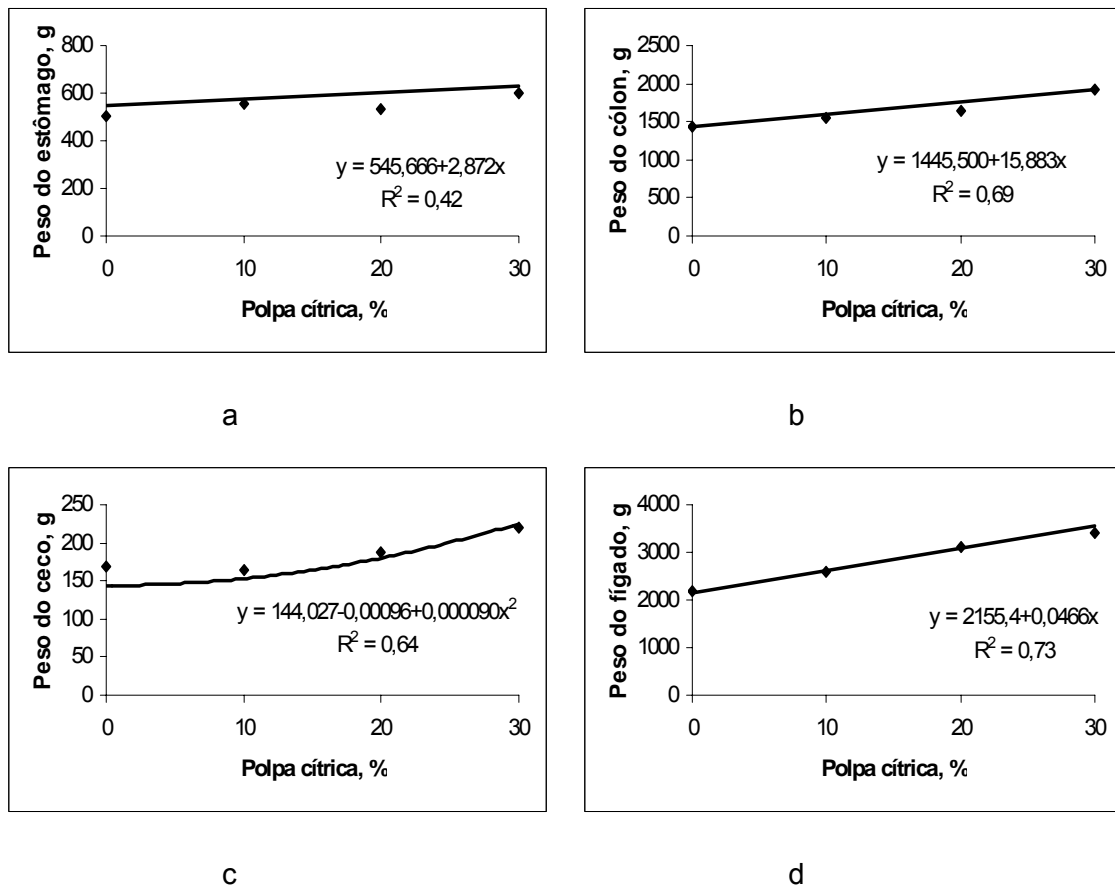 Peso do estômago, g
800
600
400
200
0
y = 545,666+2,872x
R² = 0,42
0 10 20 30
Polpa cítrica, %
a
Peso do cólon, g
2500
2000
1500
1000
500
0
y = 1445,500+15,883x
R² = 0,69
0 10 20 30
Polpa cítrica, %
b
Peso do ceco, g
250
200
150
100
50
0
y = 144,027-0,00096+0,000090x²
R² = 0,64
0 10 20 30
Polpa cítrica, %
c
Peso do fígado, g
4000
3000
2000
1000
0
y = 2155,4+0,0466x
R² = 0,73
0 10 20 30
Polpa cítrica, %
d